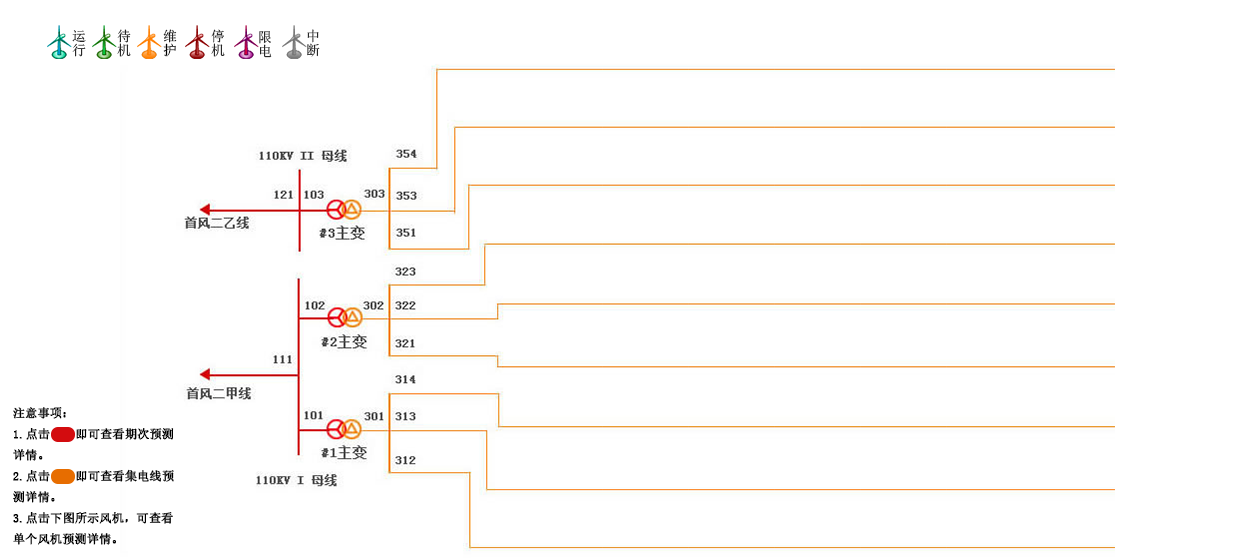 运行 待机 维护 停机 限电 中断
354
110KV II 母线
121 103 303 353
首风二乙线
#3主变 351
323
102 302 322
#2主变 321
111
314
首风二甲线
101 301 313
#1主变
312
110KV I 母线
注意事项：
1.点击 即可查看期次预测
详情。
2.点击 即可查看集电线预
测详情。
3.点击下图所示风机，可查看
单个风机预测详情。